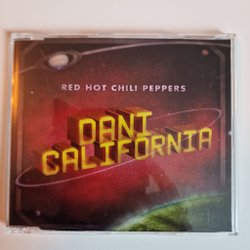 RED HOT CHILI PEPPERS
DANI
CALIFORNIA